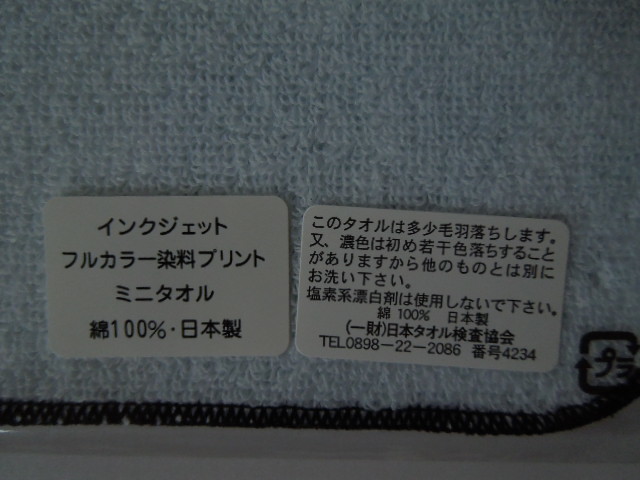 インクジェット
フルカラー染料プリント
ミニタオル
綿100%・日本製
このタオルは多少毛羽落ちします。
又、濃色は初め若干色落ちすること
がありますから他のものとは別に
お洗い下さい。
塩素系漂白剤は使用しないで下さい。
綿 100% 日本製
(一財)日本タオル検査協会
TEL0898-22-2086 番号4234
プラ